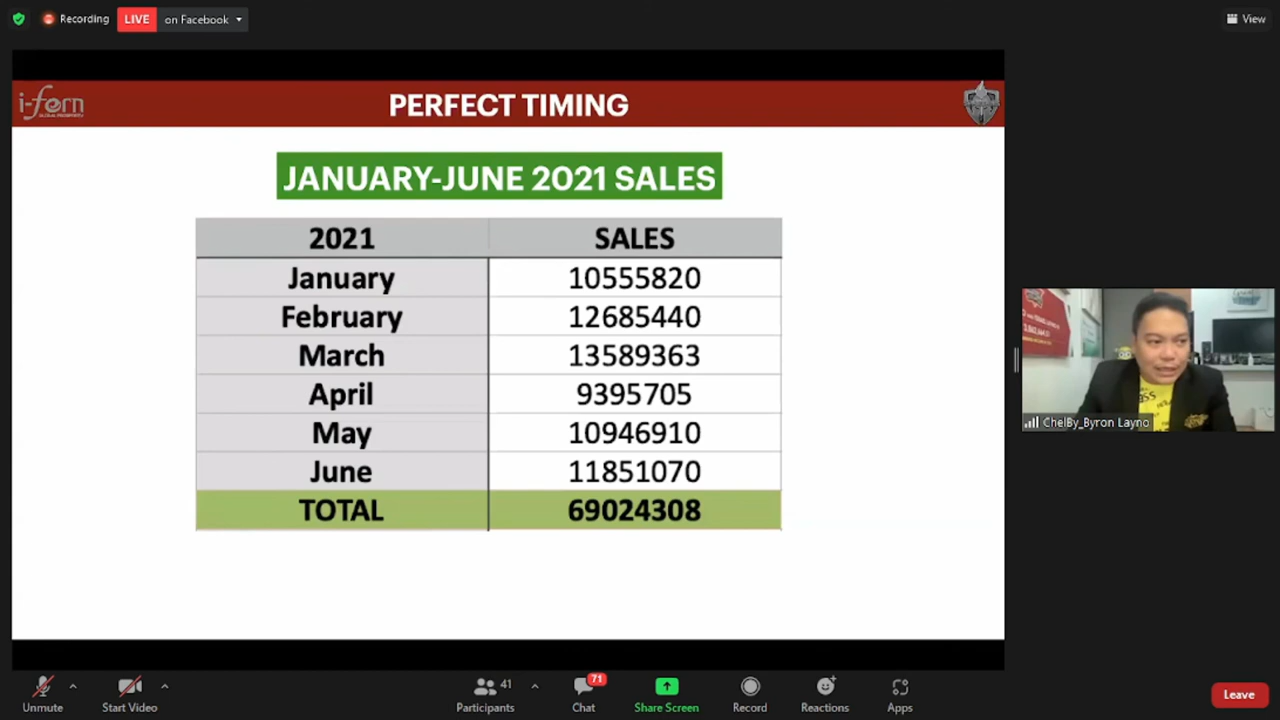 Recording
LIVE on Facebook
View
i-fern
PERFECT TIMING
JANUARY-JUNE 2021 SALES
2021 SALES
January 10555820
February 12685440
March 13589363
April 9395705
May 10946910
June 11851070
TOTAL 69024308
ChelBy_Byron Layno
Unmute
Start Video
41
Participants
71
Chat
Share Screen
Record
Reactions
Apps
Leave